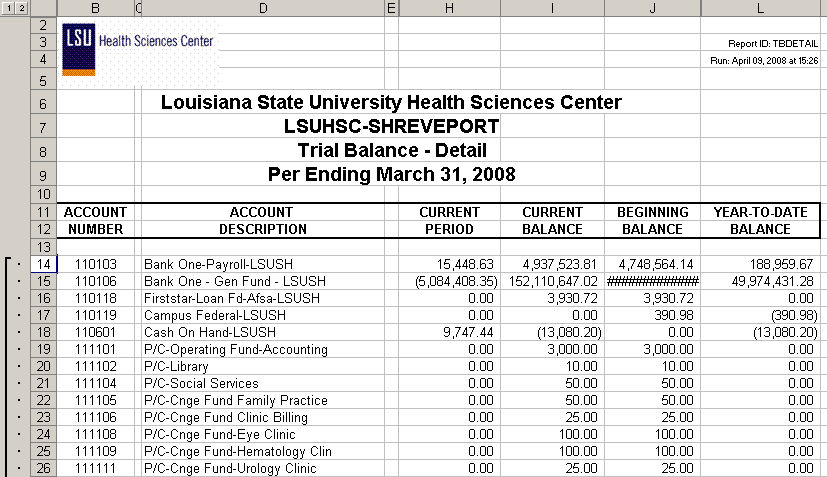 1 2 B C D E H I J L
2
3 LSU Health Sciences Center Report ID: TBDETAIL
4 Run: April 09, 2008 at 15:26
5
6 Louisiana State University Health Sciences Center
7 LSUHSC-SHREVEPORT
8 Trial Balance - Detail
9 Per Ending March 31, 2008
10
11 ACCOUNT ACCOUNT CURRENT CURRENT BEGINNING YEAR-TO-DATE
12 NUMBER DESCRIPTION PERIOD BALANCE BALANCE BALANCE
13
14 110103 Bank One-Payroll-LSUSH 15,448.63 4,937,523.81 4,748,564.14 188,959.67
15 110106 Bank One - Gen Fund - LSUSH (5,084,408.35) 152,110,647.02 ############ 49,974,431.28
16 110118 Firststar-Loan Fd-Afsa-LSUSH 0.00 3,930.72 3,930.72 0.00
17 110119 Campus Federal-LSUSH 0.00 0.00 390.98 (390.98)
18 110601 Cash On Hand-LSUSH 9,747.44 (13,080.20) 0.00 (13,080.20)
19 111101 P/C-Operating Fund-Accounting 0.00 3,000.00 3,000.00 0.00
20 111102 P/C-Library 0.00 10.00 10.00 0.00
21 111104 P/C-Social Services 0.00 50.00 50.00 0.00
22 111105 P/C-Cnge Fund Family Practice 0.00 50.00 50.00 0.00
23 111106 P/C-Cnge Fund Clinic Billing 0.00 25.00 25.00 0.00
24 111108 P/C-Cnge Fund-Eye Clinic 0.00 100.00 100.00 0.00
25 111109 P/C-Cnge Fund-Hematology Clin 0.00 100.00 100.00 0.00
26 111111 P/C-Cnge Fund-Urology Clinic 0.00 25.00 25.00 0.00